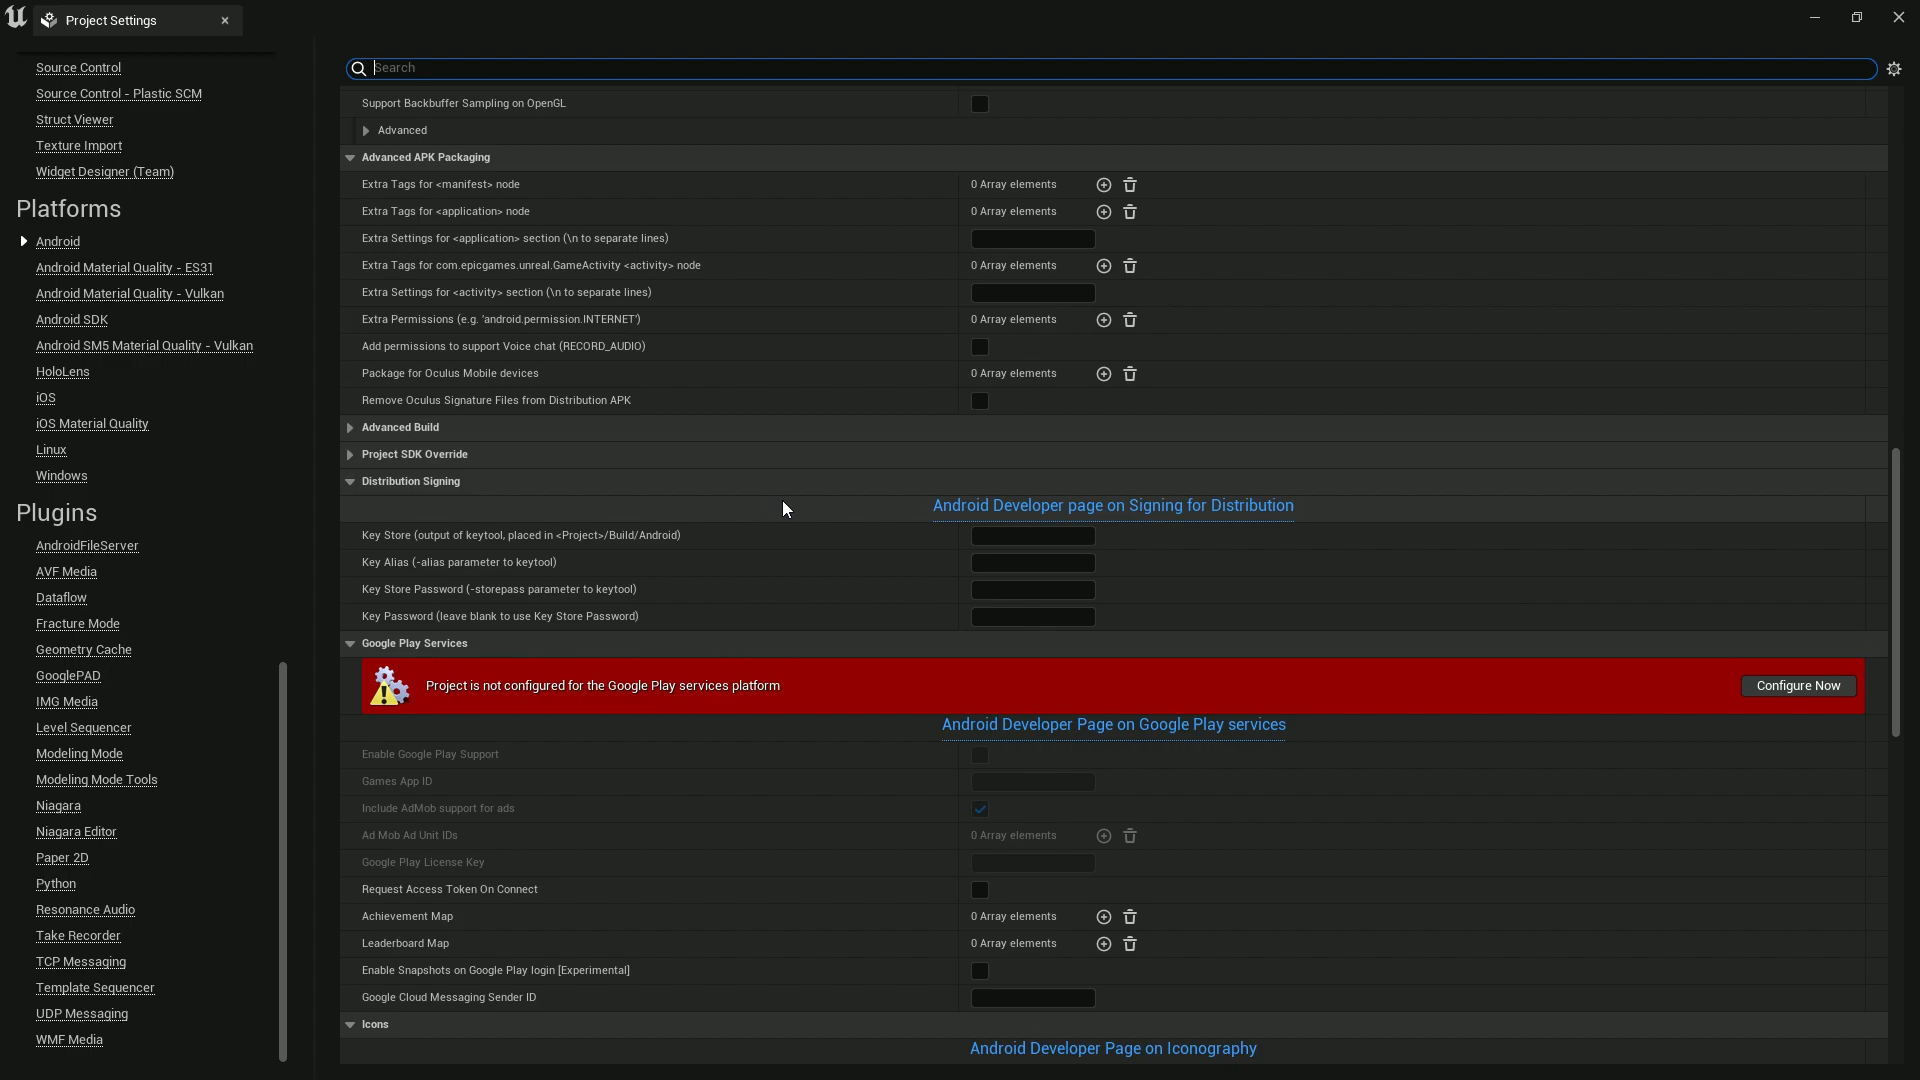 Project Settings
Source Control
Source Control - Plastic SCM
Struct Viewer
Texture Import
Widget Designer (Team)
Platforms
Android
Android Material Quality - ES31
Android Material Quality - Vulkan
Android SDK
Android SM5 Material Quality - Vulkan
HoloLens
iOS
iOS Material Quality
Linux
Windows
Plugins
AndroidFileServer
AVF Media
Dataflow
Fracture Mode
Geometry Cache
GooglePAD
IMG Media
Level Sequencer
Modeling Mode
Modeling Mode Tools
Niagara
Niagara Editor
Paper 2D
Python
Resonance Audio
Take Recorder
TCP Messaging
Template Sequencer
UDP Messaging
WMF Media
Search
Support Backbuffer Sampling on OpenGL
Advanced
Advanced APK Packaging
Extra Tags for <manifest> node 0 Array elements
Extra Tags for <application> node 0 Array elements
Extra Settings for <application> section (\n to separate lines)
Extra Tags for com.epicgames.unreal.GameActivity <activity> node 0 Array elements
Extra Settings for <activity> section (\n to separate lines)
Extra Permissions (e.g. 'android.permission.INTERNET') 0 Array elements
Add permissions to support Voice chat (RECORD_AUDIO)
Package for Oculus Mobile devices 0 Array elements
Remove Oculus Signature Files from Distribution APK
Advanced Build
Project SDK Override
Distribution Signing
Android Developer page on Signing for Distribution
Key Store (output of keytool, placed in <Project>/Build/Android)
Key Alias (-alias parameter to keytool)
Key Store Password (-storepass parameter to keytool)
Key Password (leave blank to use Key Store Password)
Google Play Services
Project is not configured for the Google Play services platform Configure Now
Android Developer Page on Google Play services
Enable Google Play Support
Games App ID
Include AdMob support for ads
Ad Mob Ad Unit IDs 0 Array elements
Google Play License Key
Request Access Token On Connect
Achievement Map 0 Array elements
Leaderboard Map 0 Array elements
Enable Snapshots on Google Play login [Experimental]
Google Cloud Messaging Sender ID
Icons
Android Developer Page on Iconography